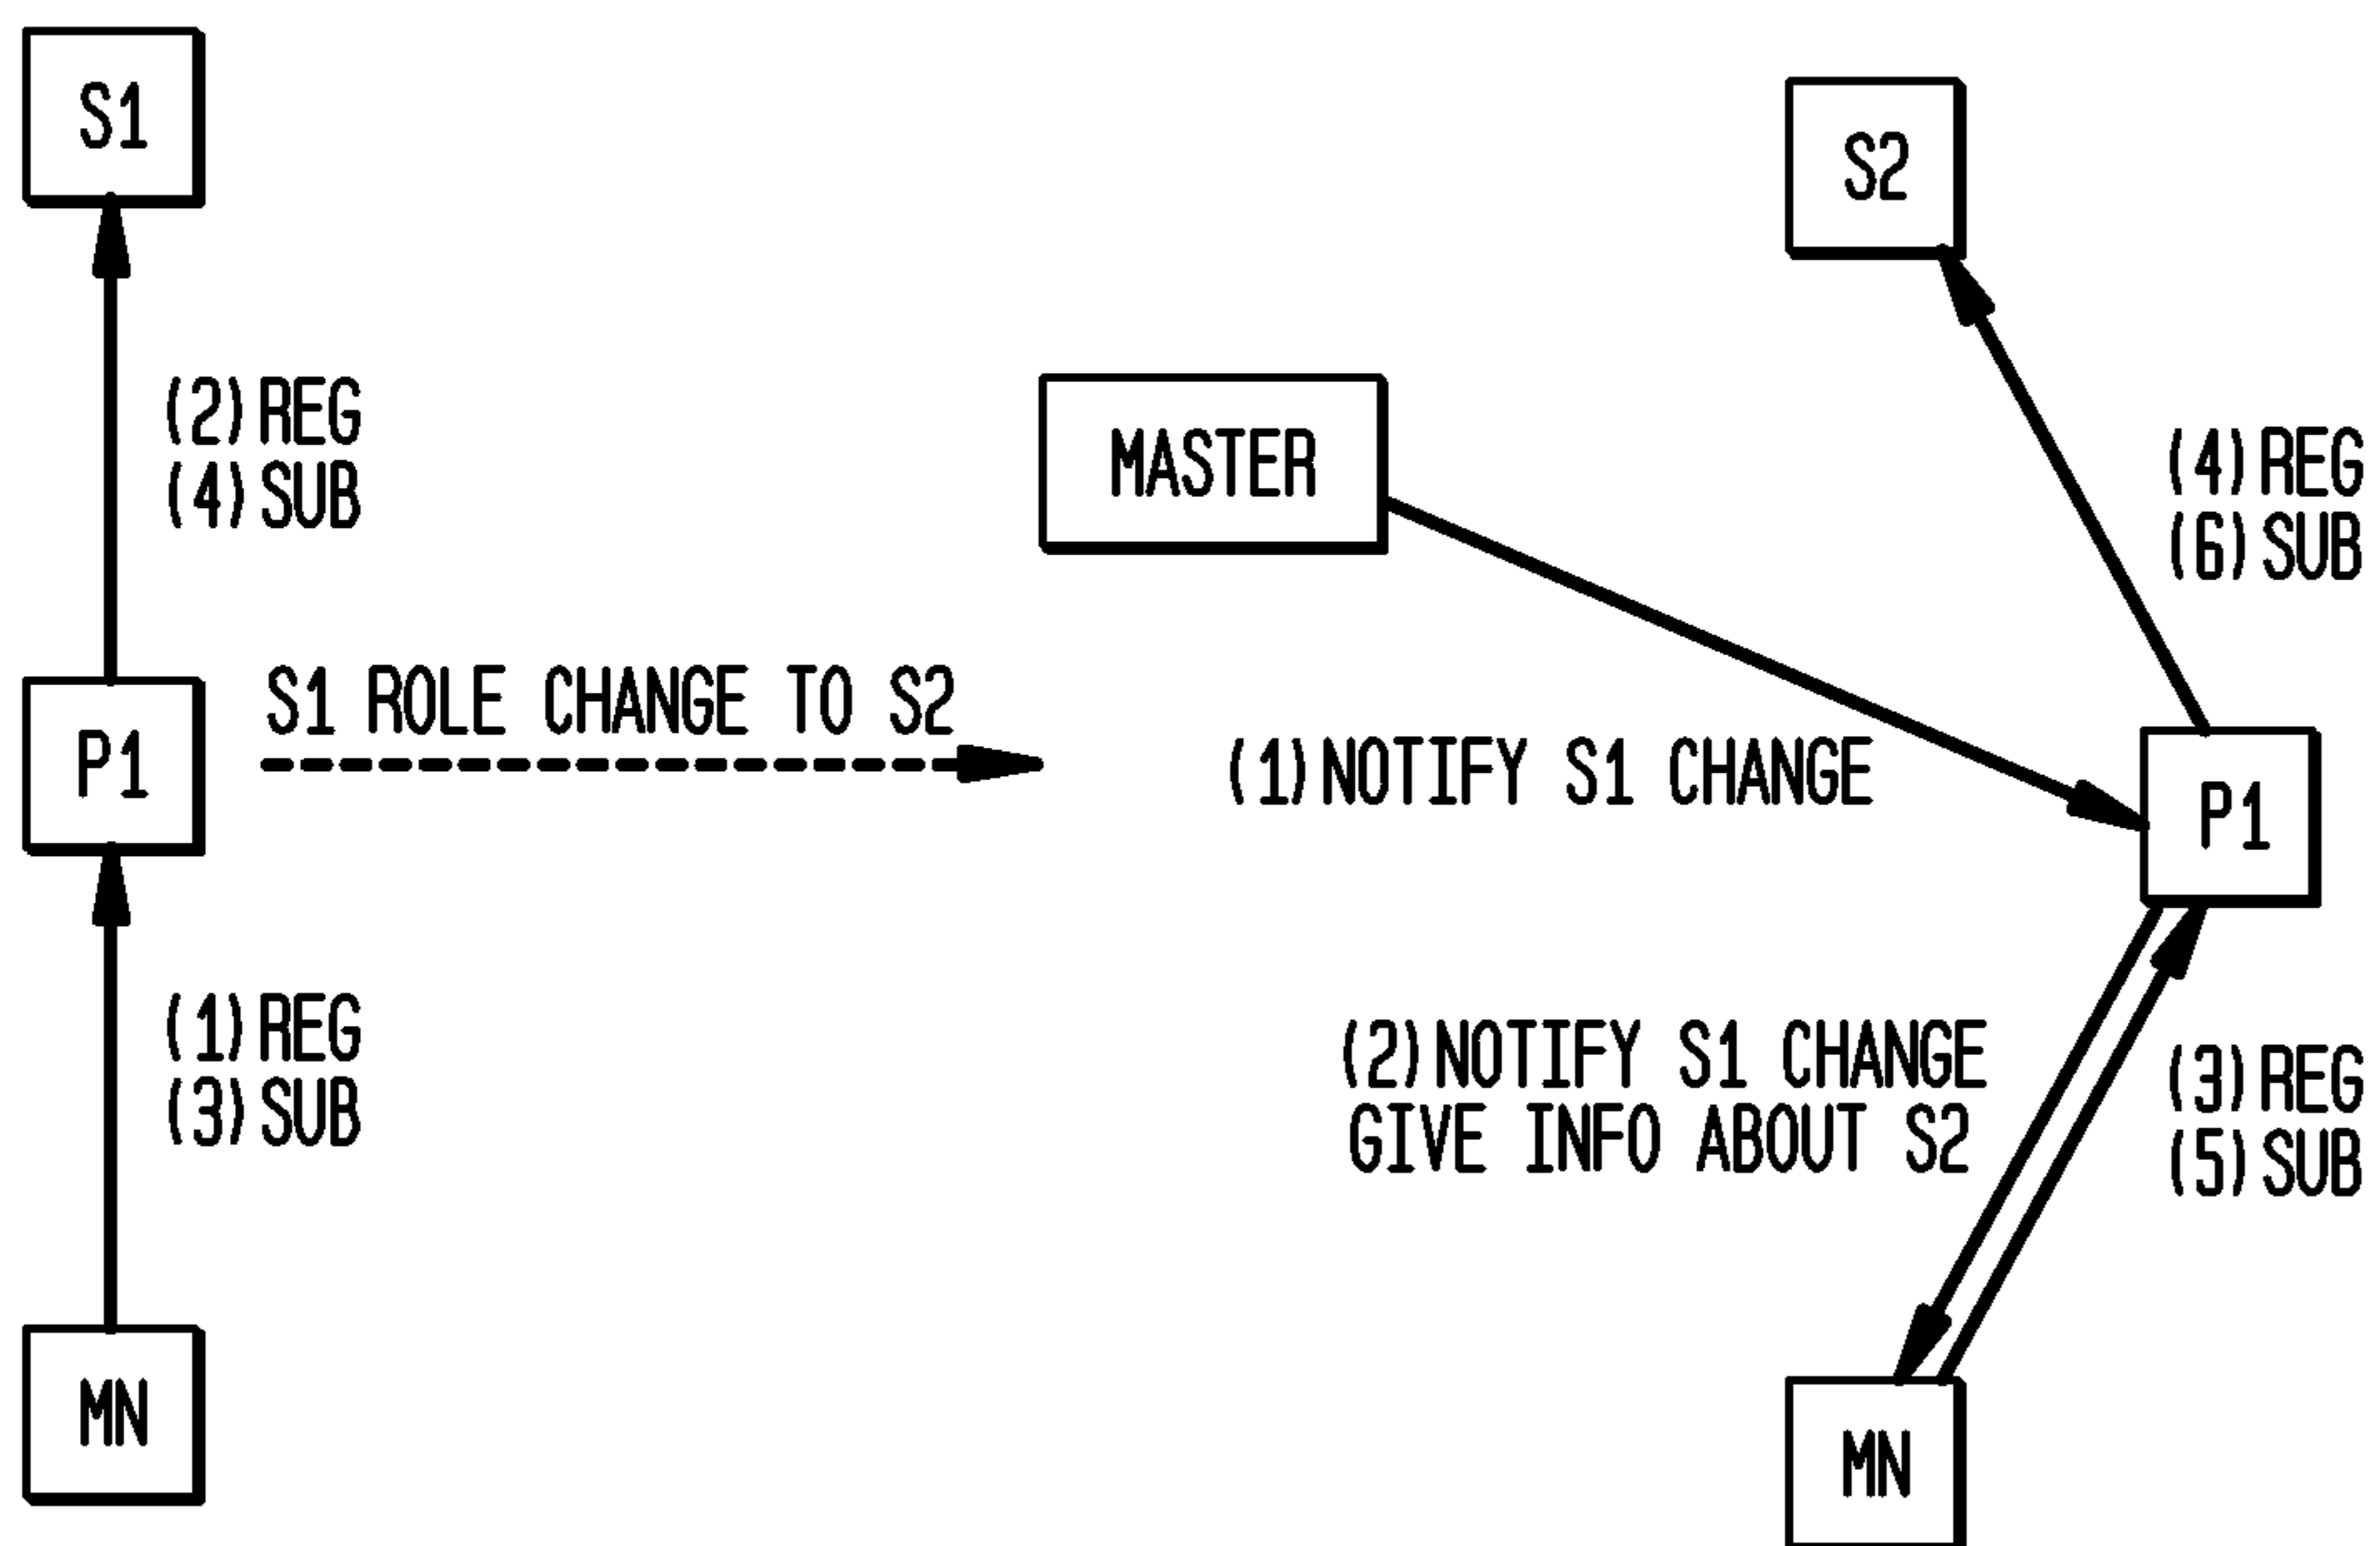 S1
(2) REG
(4) SUB
P1
S1 ROLE CHANGE TO S2
(1) REG
(3) SUB
MN
S2
MASTER
(4) REG
(6) SUB
(1) NOTIFY S1 CHANGE
P1
(2) NOTIFY S1 CHANGE
GIVE INFO ABOUT S2
(3) REG
(5) SUB
MN